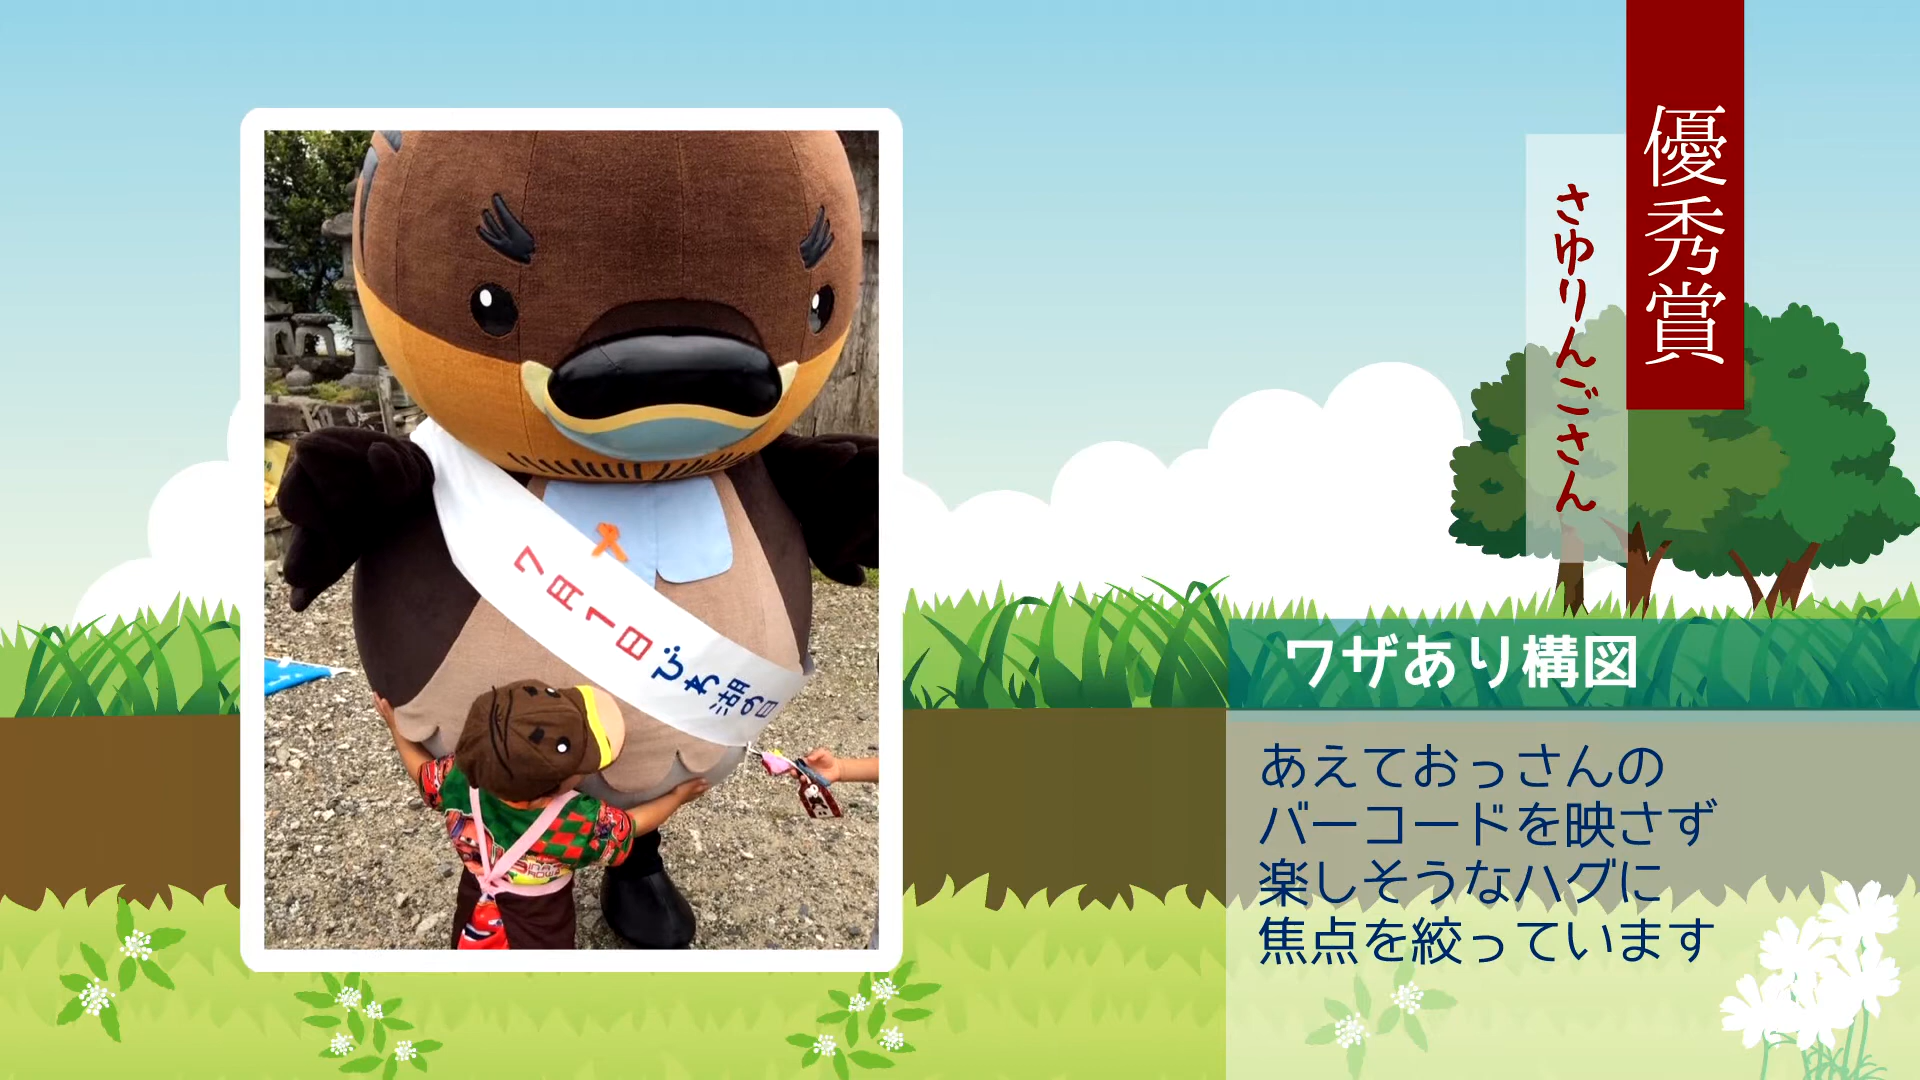 優秀賞
さゆりんごさん
7月1日びわ湖の日
ワザあり構図
あえておっさんの
バーコードを映さず
楽しそうなハグに
焦点を絞っています